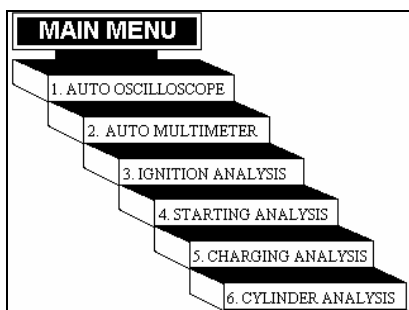 MAIN MENU
1. AUTO OSCILLOSCOPE
2. AUTO MULTIMETER
3. IGNITION ANALYSIS
4. STARTING ANALYSIS
5. CHARGING ANALYSIS
6. CYLINDER ANALYSIS